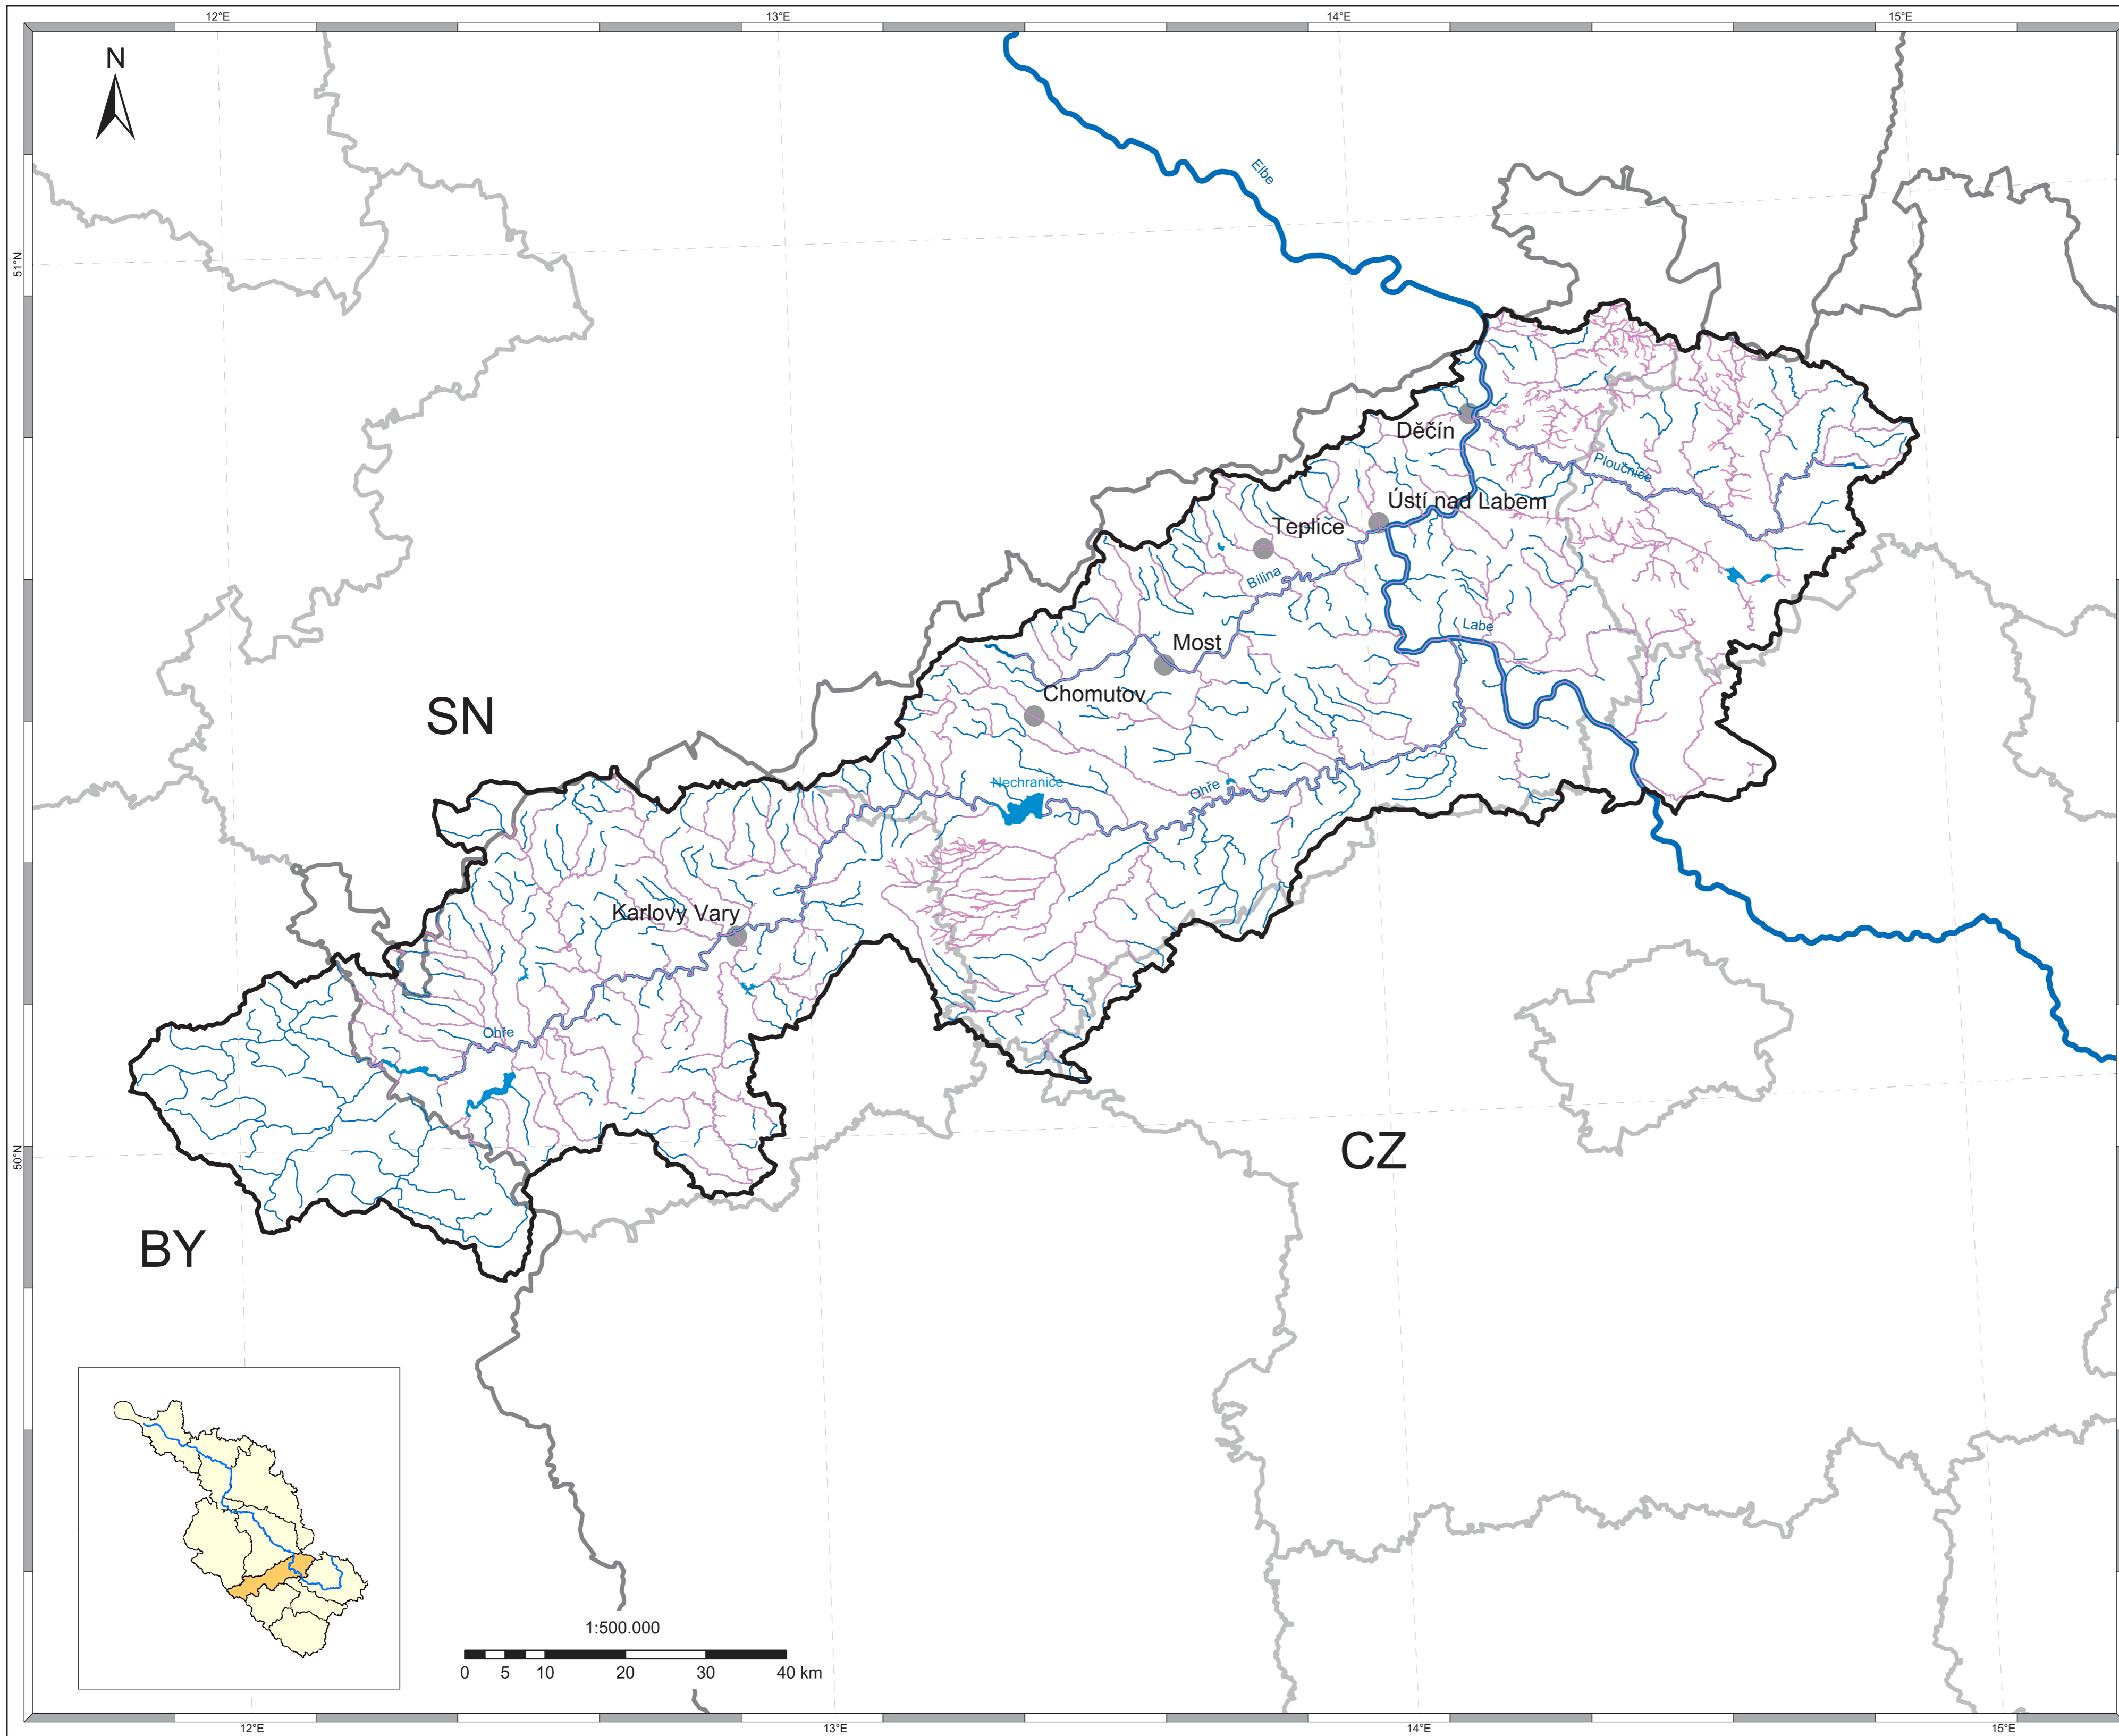 12°E 13°E 14°E 15°E
N
Elbe
51°N
Děčín
Ploučnice
Ústí nad Labem
Teplice
Bílina
Labe
Most
Chomutov
SN
Nechranice
Ohře
Karlovy Vary
Ohře
50°N
CZ
BY
1:500.000
0 5 10 20 30 40 km
12°E 13°E 14°E 15°E